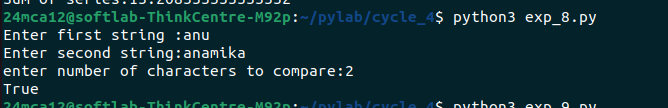 24mca12@softlab-ThinkCentre-M92p:~/pylab/cycle_4$ python3 exp_8.py
Enter first string :anu
Enter second string:anamika
enter number of characters to compare:2
True
24mca12@softlab-ThinkCentre-M92p:~/pylab/cycle_4$ python3 exp_9.py